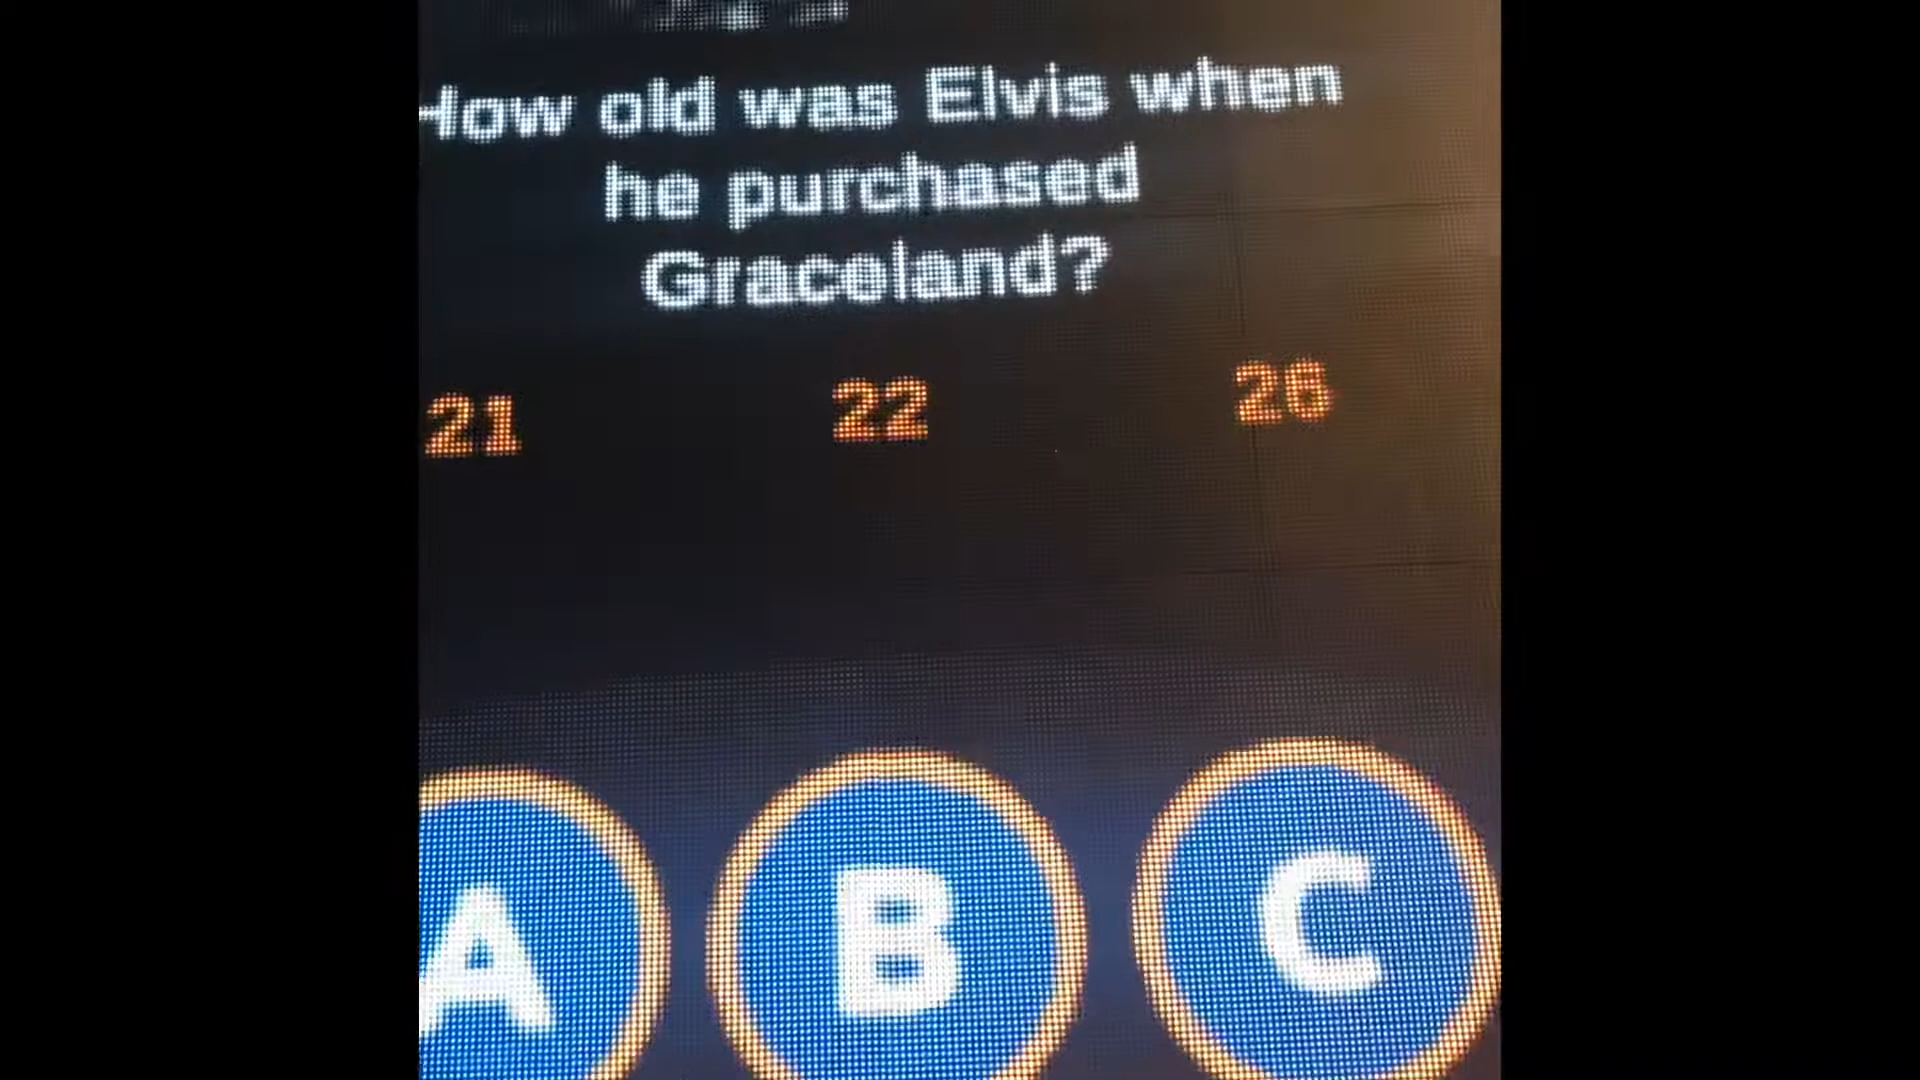 How old was Elvis when
he purchased
Graceland?
21 22 26
A B C